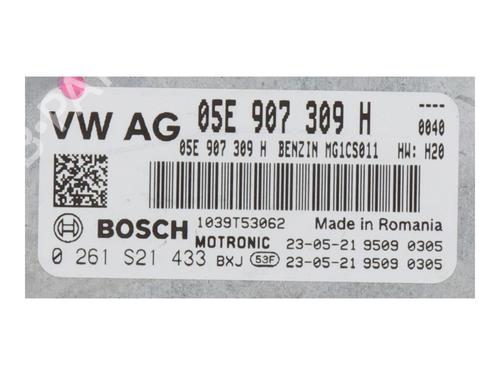 VW AG 05E 907 309 H ----
0040
05E 907 309 H BENZIN MG1CS011 HW: H20
BOSCH 1039T53062 Made in Romania
MOTRONIC 23-05-21 9509 0305
0 261 S21 433 BXJ 53F 23-05-21 9509 0305